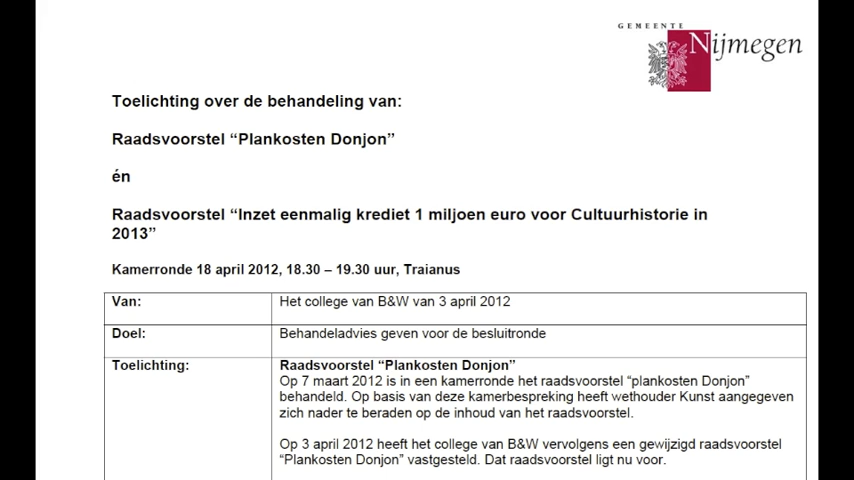 GEMEENTE
Nijmegen
Toelichting over de behandeling van:
Raadsvoorstel “Plankosten Donjon”
én
Raadsvoorstel “Inzet eenmalig krediet 1 miljoen euro voor Cultuurhistorie in
2013”
Kamerronde 18 april 2012, 18.30 – 19.30 uur, Traianus
Van: Het college van B&W van 3 april 2012
Doel: Behandeladvies geven voor de besluitronde
Toelichting: Raadsvoorstel “Plankosten Donjon”
Op 7 maart 2012 is in een kamerronde het raadsvoorstel “plankosten Donjon”
behandeld. Op basis van deze kamerbespreking heeft wethouder Kunst aangegeven
zich nader te beraden op de inhoud van het raadsvoorstel.
Op 3 april 2012 heeft het college van B&W vervolgens een gewijzigd raadsvoorstel
“Plankosten Donjon” vastgesteld. Dat raadsvoorstel ligt nu voor.